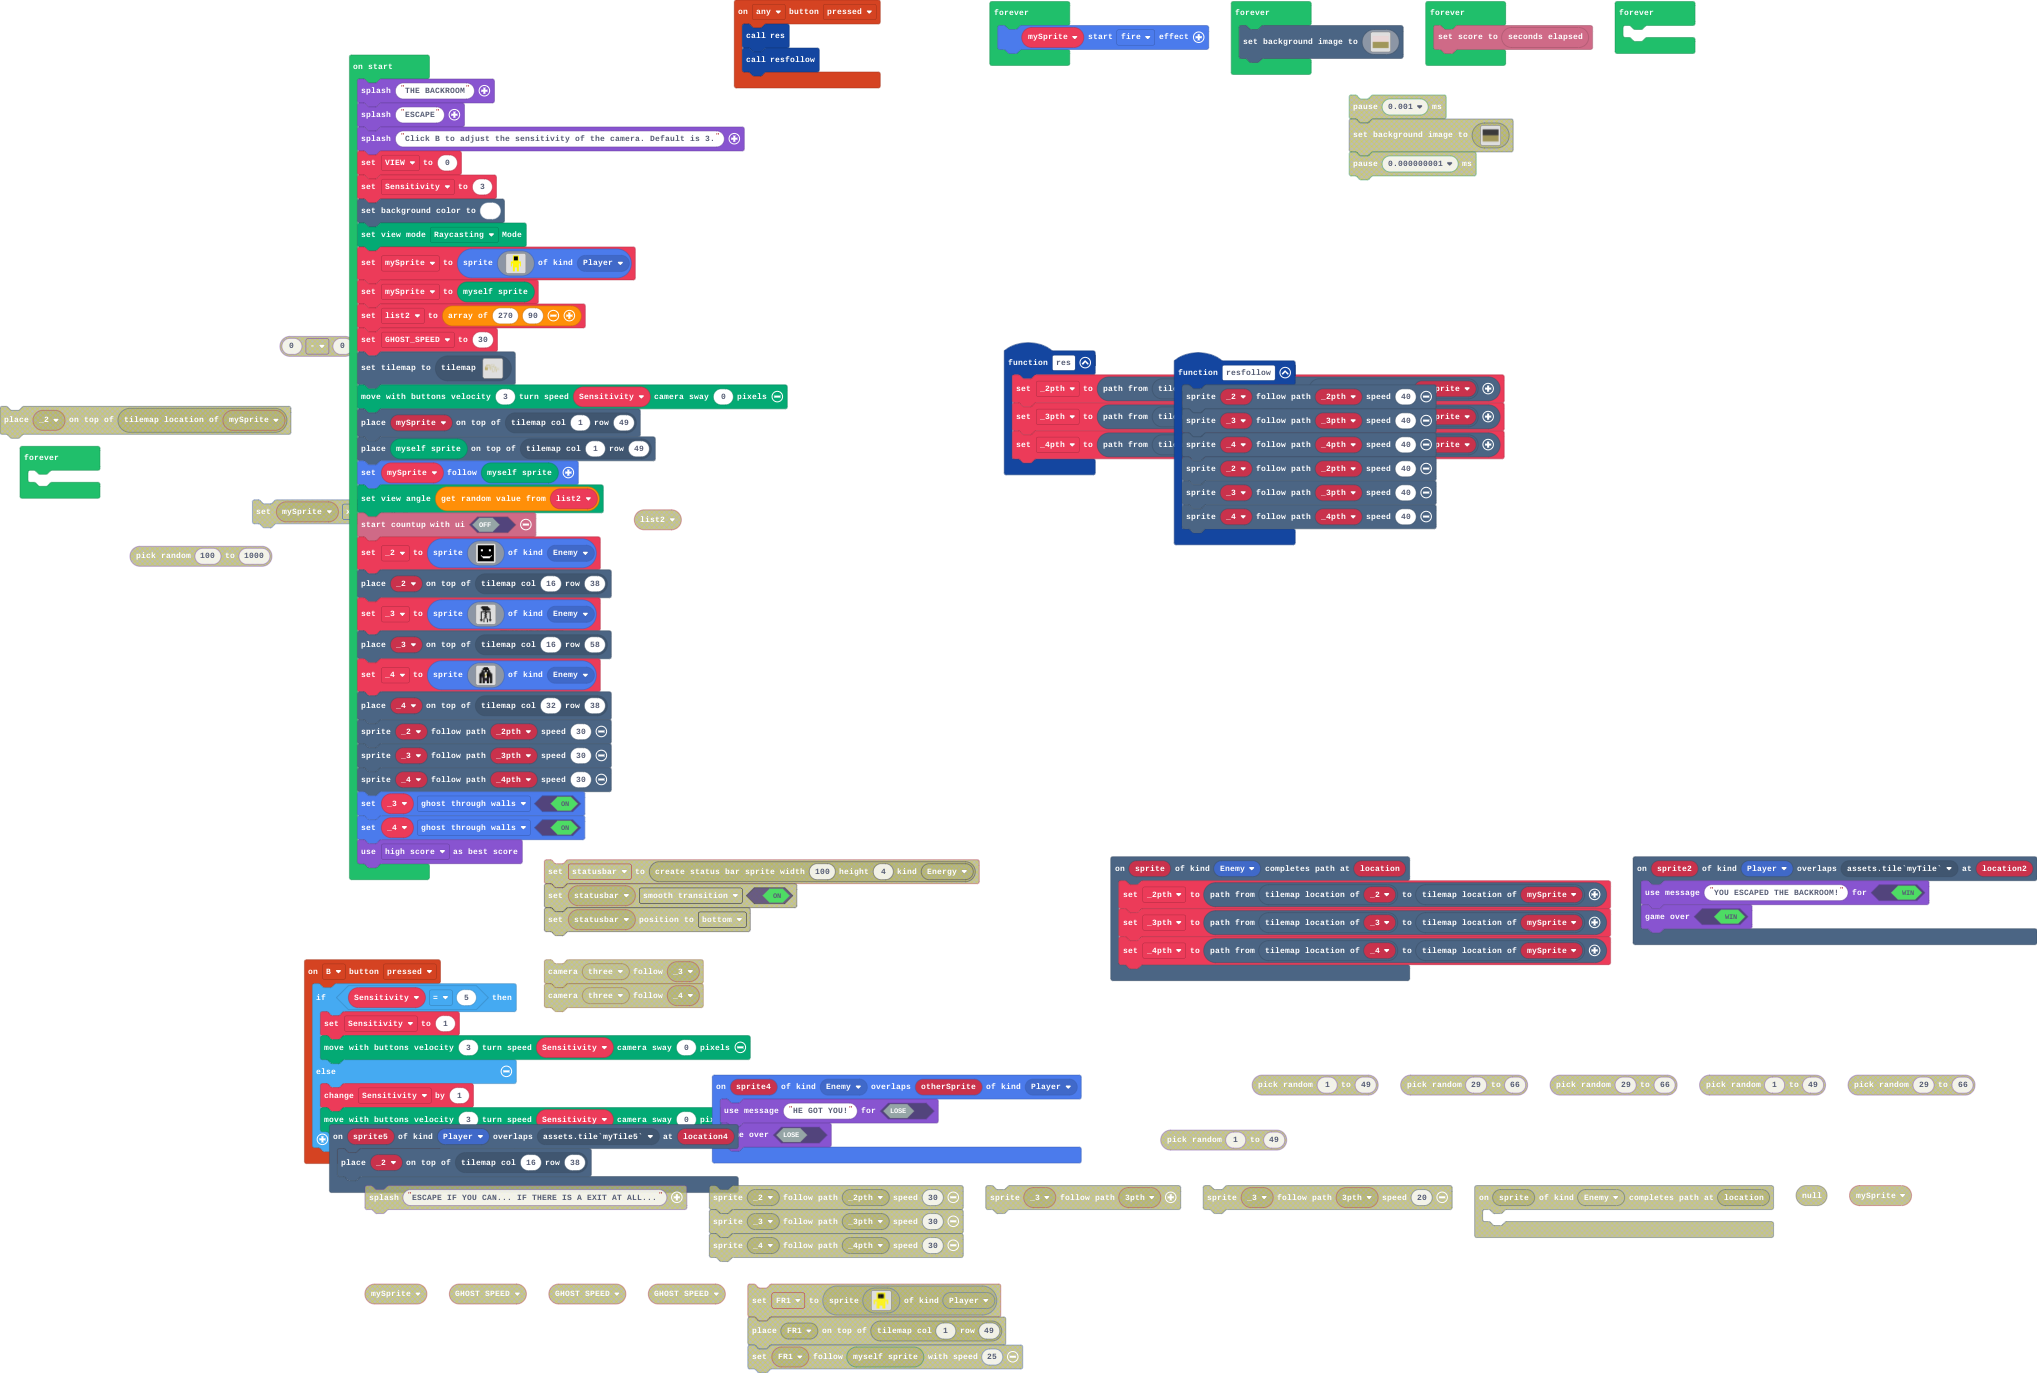 on any button pressed
call res
call resfollow
forever
mySprite start fire effect
forever
set background image to
forever
set score to seconds elapsed
forever
pause 0.001 ms
set background image to
pause 0.000000001 ms
on start
splash "THE BACKROOM"
splash "ESCAPE"
splash "Click B to adjust the sensitivity of the camera. Default is 3."
set VIEW to 0
set Sensitivity to 3
set background color to
set view mode Raycasting Mode
set mySprite to sprite of kind Player
set mySprite to myself sprite
set list2 to array of 270 90
set GHOST_SPEED to 30
set tilemap to tilemap
move with buttons velocity 3 turn speed Sensitivity camera sway 0 pixels
place mySprite on top of tilemap col 1 row 49
place myself sprite on top of tilemap col 1 row 49
set mySprite follow myself sprite
set view angle get random value from list2
start countup with ui OFF
set _2 to sprite of kind Enemy
place _2 on top of tilemap col 16 row 38
set _3 to sprite of kind Enemy
place _3 on top of tilemap col 16 row 58
set _4 to sprite of kind Enemy
place _4 on top of tilemap col 32 row 38
sprite _2 follow path _2pth speed 30
sprite _3 follow path _3pth speed 30
sprite _4 follow path _4pth speed 30
set _3 ghost through walls ON
set _4 ghost through walls ON
use high score as best score
0 - 0
place _2 on top of tilemap location of mySprite
forever
set mySprite
pick random 100 to 1000
list2
function res
set _2pth to path from
set _3pth to path from
set _4pth to path from
function resfollow
sprite _2 follow path _2pth speed 40
sprite _3 follow path _3pth speed 40
sprite _4 follow path _4pth speed 40
sprite _2 follow path _2pth speed 40
sprite _3 follow path _3pth speed 40
sprite _4 follow path _4pth speed 40
set statusbar to create status bar sprite width 100 height 4 kind Energy
set statusbar smooth transition ON
set statusbar position to bottom
camera three follow _3
camera three follow _4
on sprite of kind Enemy completes path at location
set _2pth to path from tilemap location of _2 to tilemap location of mySprite
set _3pth to path from tilemap location of _3 to tilemap location of mySprite
set _4pth to path from tilemap location of _4 to tilemap location of mySprite
on sprite2 of kind Player overlaps assets.tile`myTile` at location2
use message "YOU ESCAPED THE BACKROOM!" for WIN
game over WIN
on B button pressed
if Sensitivity = 5 then
set Sensitivity to 1
move with buttons velocity 3 turn speed Sensitivity camera sway 0 pixels
else
change Sensitivity by 1
move with buttons velocity 3 turn speed Sensitivity camera sway 0
on sprite4 of kind Enemy overlaps otherSprite of kind Player
use message "HE GOT YOU!" for LOSE
over LOSE
on sprite5 of kind Player overlaps assets.tile`myTile5` at location4
place _2 on top of tilemap col 16 row 38
pick random 1 to 49
pick random 29 to 66
pick random 29 to 66
pick random 1 to 49
pick random 29 to 66
pick random 1 to 49
splash "ESCAPE IF YOU CAN... IF THERE IS A EXIT AT ALL..."
sprite _2 follow path _2pth speed 30
sprite _3 follow path _3pth speed 30
sprite _4 follow path _4pth speed 30
sprite _3 follow path 3pth
sprite _3 follow path 3pth speed 20
on sprite of kind Enemy completes path at location
null
mySprite
mySprite
GHOST SPEED
GHOST SPEED
GHOST SPEED
set FR1 to sprite of kind Player
place FR1 on top of tilemap col 1 row 49
set FR1 follow myself sprite with speed 25